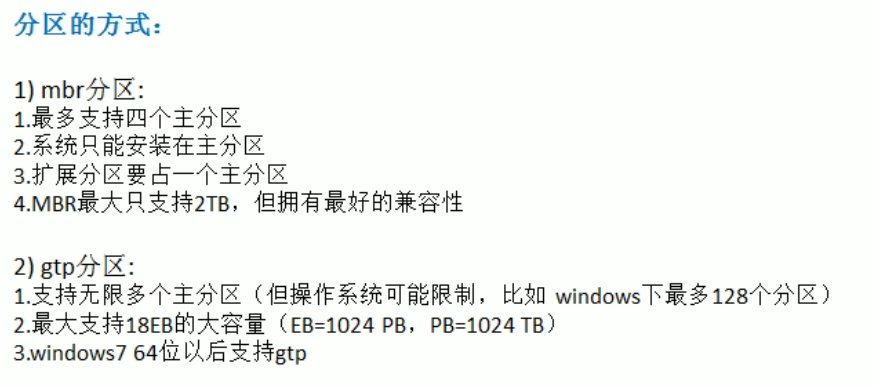 分区的方式：
1) mbr分区:
1.最多支持四个主分区
2.系统只能安装在主分区
3.扩展分区要占一个主分区
4.MBR最大只支持2TB，但拥有最好的兼容性
2) gtp分区:
1.支持无限多个主分区（但操作系统可能限制，比如 windows下最多128个分区）
2.最大支持18EB的大容量（EB=1024 PB，PB=1024 TB）
3.windows7 64位以后支持gtp